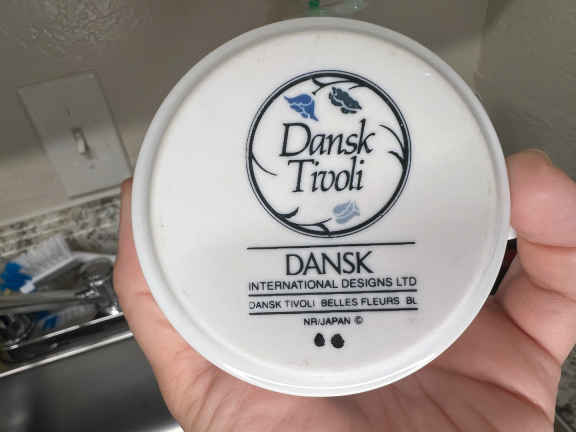 Dansk
Tivoli
DANSK
INTERNATIONAL DESIGNS LTD
DANSK TIVOLI BELLES FLEURS BL
NR/JAPAN ©